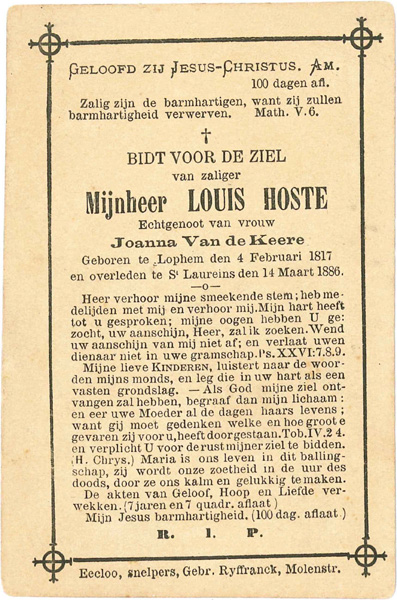 GELOOFD ZIJ JESUS-CHRISTUS. AM.
100 dagen afl.
Zalig zijn de barmhartigen, want zij zullen
barmhartigheid verwerven. Math. V. 6.
†
BIDT VOOR DE ZIEL
van zaliger
Mijnheer LOUIS HOSTE
Echtgenoot van vrouw
Joanna Van de Keere
Geboren te Lophem den 4 Februari 1817
en overleden te St Laureins den 14 Maart 1886.
—o—
Heer verhoor mijne smeekende stem; heb me-
delijden met mij en verhoor mij. Mijn hart heeft
tot u gesproken; mijne oogen hebben U ge-
zocht, uw aanschijn, Heer, zal ik zoeken. Wend
uw aanschijn van mij niet af; en verlaat uwen
dienaar niet in uwe gramschap. Ps. XXVI: 7.8.9.
Mijne lieve KINDEREN, luistert naar de woor-
den mijns monds, en leg die in uw hart als een
vasten grondslag. — Als God mijne ziel ont-
vangen zal hebben, begraaf dan mijn lichaam:
en eer uwe Moeder al de dagen haars levens;
want gij moet gedenken welke en hoe groote
gevaren zij voor u, heeft doorgestaan. Tob. IV. 2 4.
en verplicht U voor de rust mijner ziel te bidden.
(H. Chrys.) Maria is ons leven in dit balling-
schap, zij wordt onze zoetheid in de uur des
doods, door ze ons kalm en gelukkig te maken.
De akten van Geloof, Hoop en Liefde ver-
wekken. (7 jaren en 7 quadr. aflaat)
Mijn Jesus barmhartigheid. (100 dag. aflaat)
R. I. P.
Eecloo, snelpers, Gebr. Ryffranck, Molenstr.